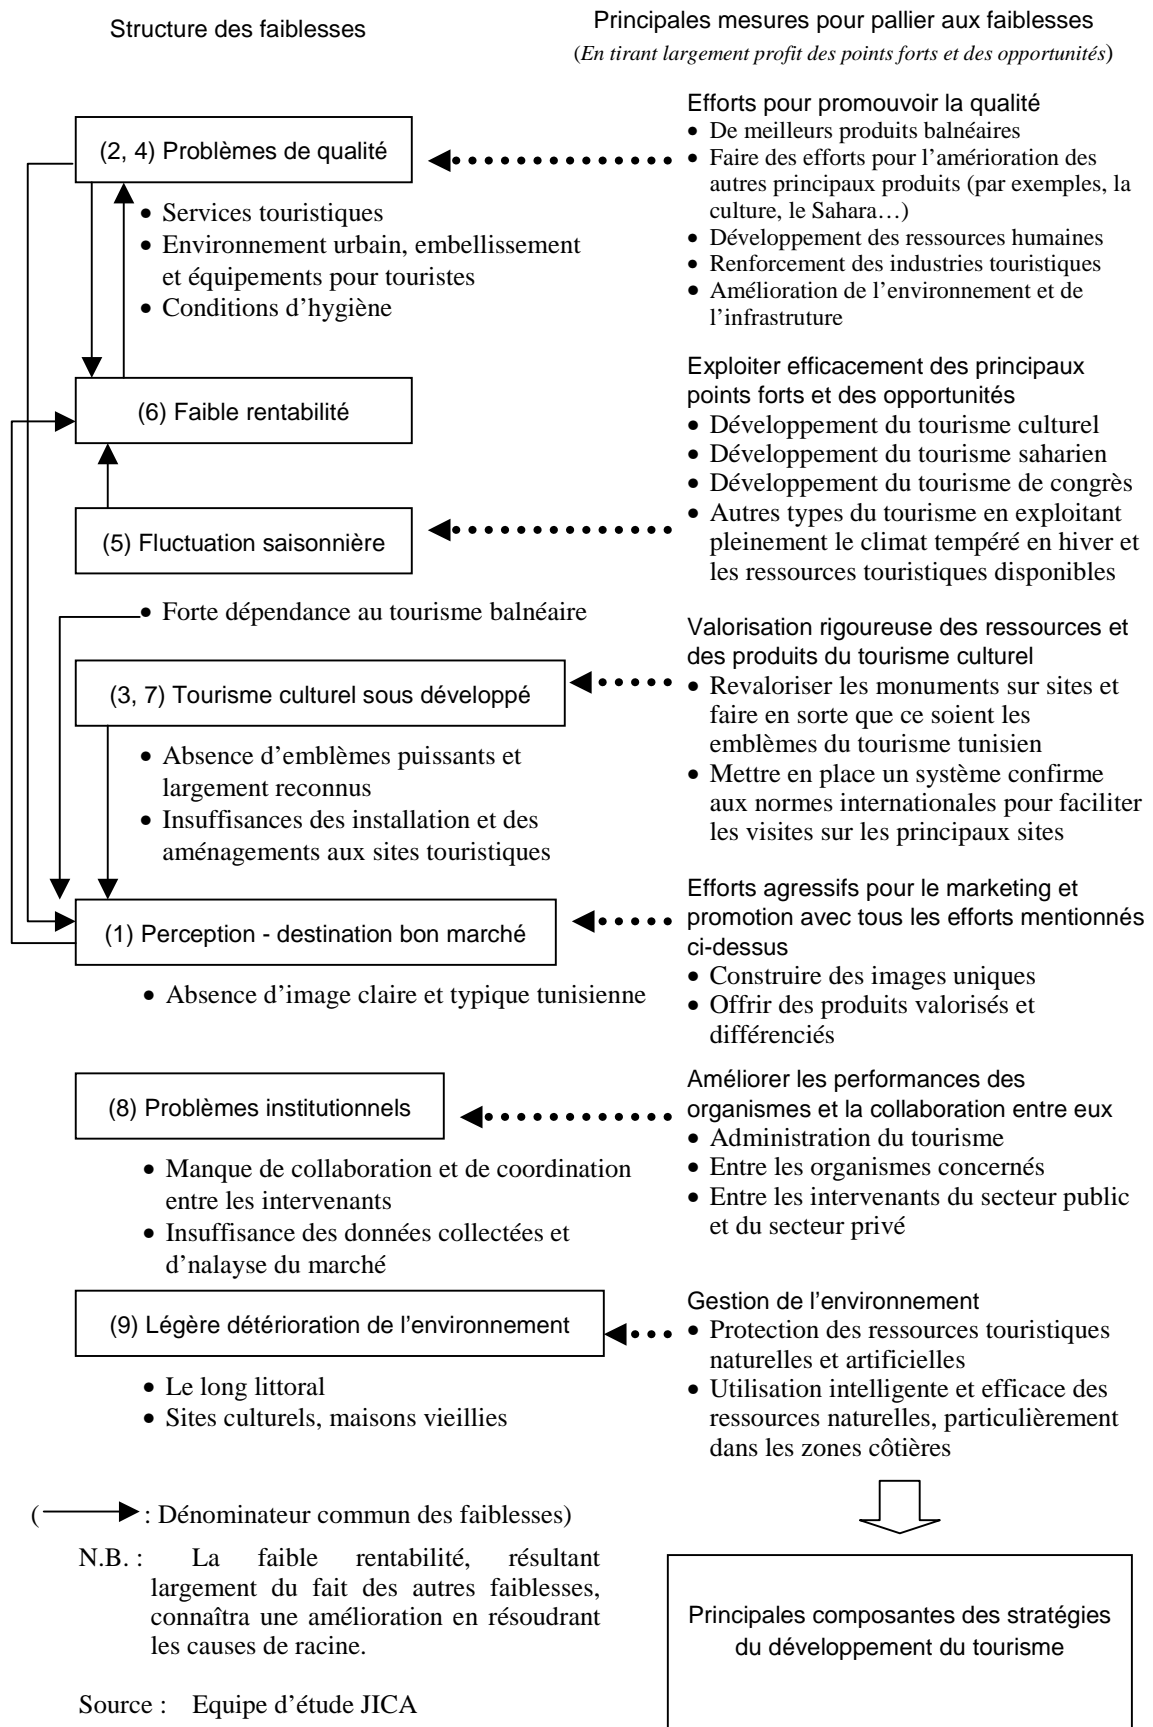 Structure des faiblesses
Principales mesures pour pallier aux faiblesses
(En tirant largement profit des points forts et des opportunités)
(2, 4) Problèmes de qualité
• Services touristiques
• Environnement urbain, embellissement
et équipements pour touristes
• Conditions d’hygiène
Efforts pour promouvoir la qualité
• De meilleurs produits balnéaires
• Faire des efforts pour l’amérioration des
autres principaux produits (par exemples, la
culture, le Sahara…)
• Développement des ressources humaines
• Renforcement des industries touristiques
• Amélioration de l’environnement et de
l’infrastruture
(6) Faible rentabilité
(5) Fluctuation saisonnière
• Forte dépendance au tourisme balnéaire
Exploiter efficacement des principaux
points forts et des opportunités
• Développement du tourisme culturel
• Développement du tourisme saharien
• Développement du tourisme de congrès
• Autres types du tourisme en exploitant
pleinement le climat tempéré en hiver et
les ressources touristiques disponibles
(3, 7) Tourisme culturel sous développé
• Absence d’emblèmes puissants et
largement reconnus
• Insuffisances des installation et des
aménagements aux sites touristiques
Valorisation rigoureuse des ressources et
des produits du tourisme culturel
• Revaloriser les monuments sur sites et
faire en sorte que ce soient les
emblèmes du tourisme tunisien
• Mettre en place un système confirme
aux normes internationales pour faciliter
les visites sur les principaux sites
(1) Perception - destination bon marché
• Absence d’image claire et typique tunisienne
Efforts agressifs pour le marketing et
promotion avec tous les efforts mentionnés
ci-dessus
• Construire des images uniques
• Offrir des produits valorisés et
différenciés
(8) Problèmes institutionnels
• Manque de collaboration et de coordination
entre les intervenants
• Insuffisance des données collectées et
d’nalayse du marché
Améliorer les performances des
organismes et la collaboration entre eux
• Administration du tourisme
• Entre les organismes concernés
• Entre les intervenants du secteur public
et du secteur privé
(9) Légère détérioration de l’environnement
• Le long littoral
• Sites culturels, maisons vieillies
Gestion de l’environnement
• Protection des ressources touristiques
naturelles et artificielles
• Utilisation intelligente et efficace des
ressources naturelles, particulièrement
dans les zones côtières
( : Dénominateur commun des faiblesses)
N.B. : La faible rentabilité, résultant
largement du fait des autres faiblesses,
connaîtra une amélioration en résoudrant
les causes de racine.
Source : Equipe d’étude JICA
Principales composantes des stratégies
du développement du tourisme